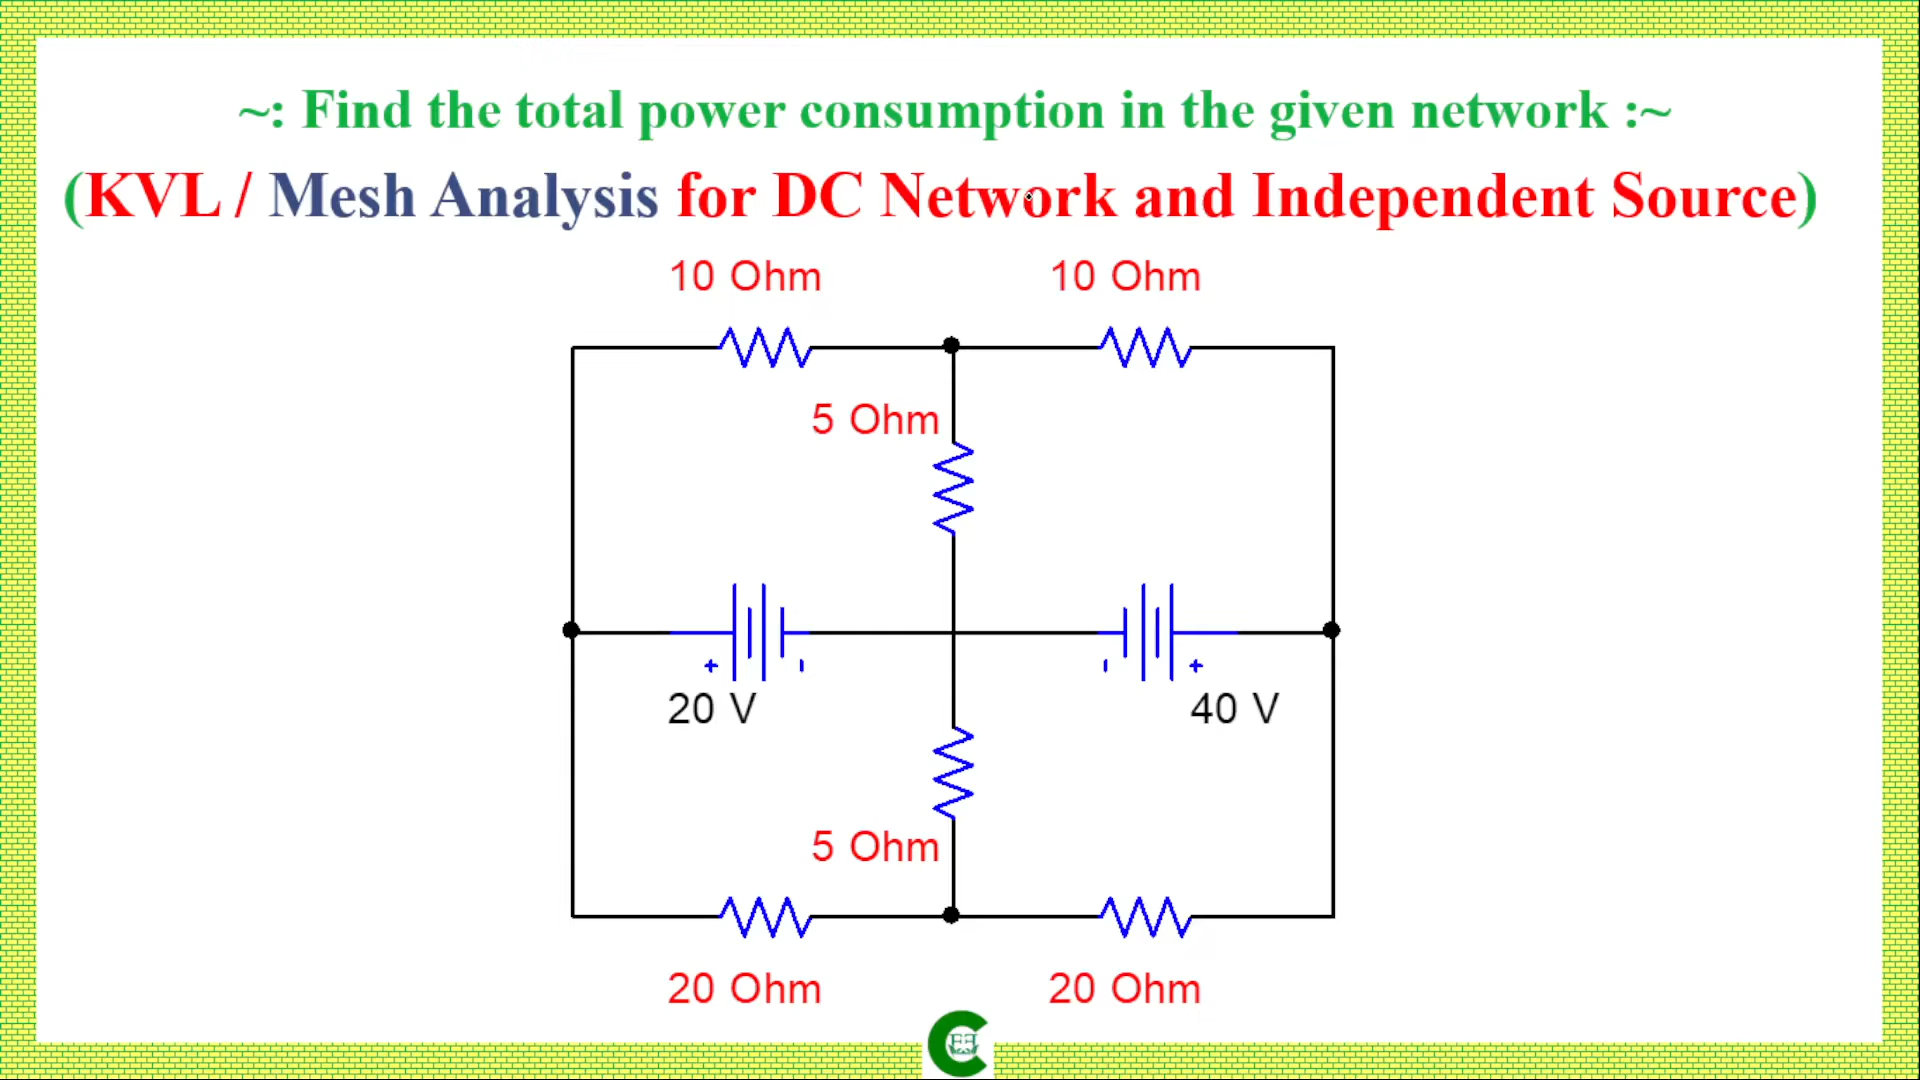 ~: Find the total power consumption in the given network :~
(KVL / Mesh Analysis for DC Network and Independent Source)
10 Ohm 10 Ohm
5 Ohm
+ - - +
20 V 40 V
5 Ohm
20 Ohm 20 Ohm
C